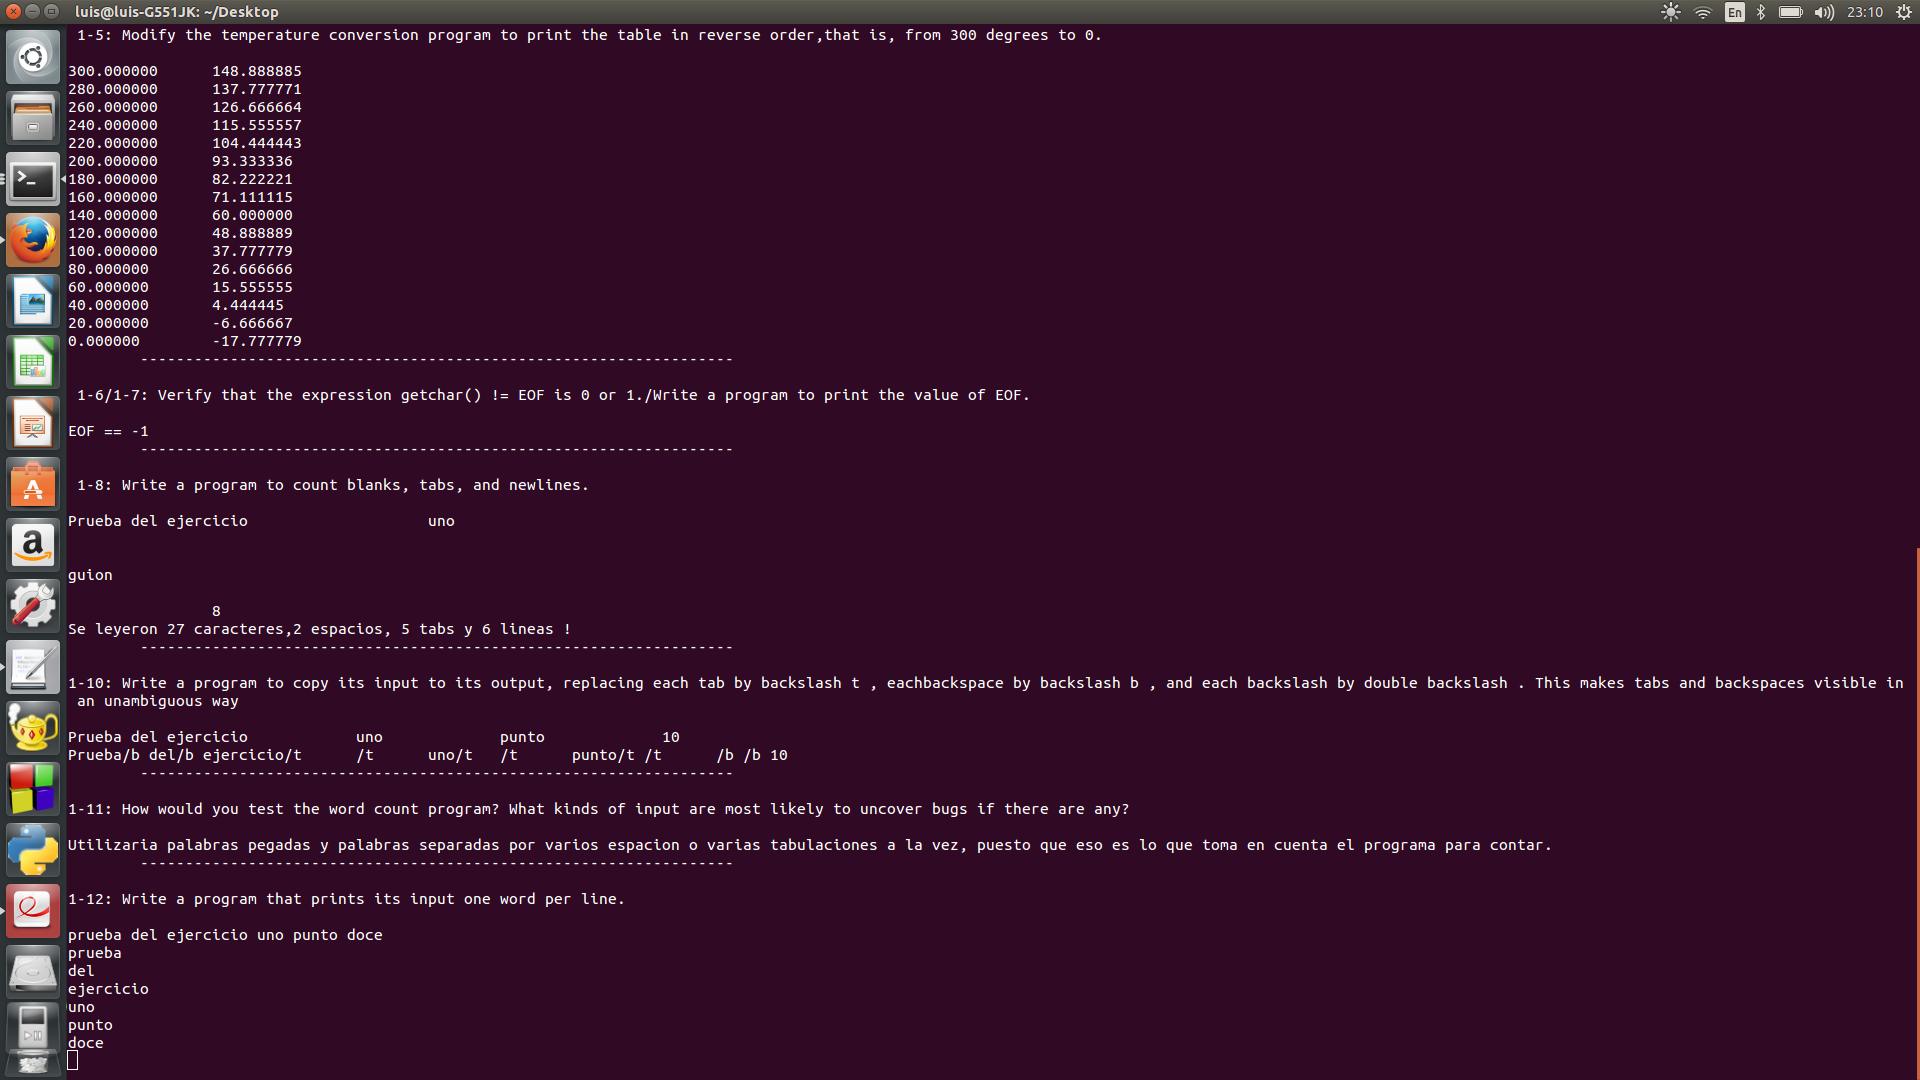 luis@luis-G551JK: ~/Desktop
En
23:10
1-5: Modify the temperature conversion program to print the table in reverse order,that is, from 300 degrees to 0.
300.000000 148.888885
280.000000 137.777771
260.000000 126.666664
240.000000 115.555557
220.000000 104.444443
200.000000 93.333336
180.000000 82.222221
160.000000 71.111115
140.000000 60.000000
120.000000 48.888889
100.000000 37.777779
80.000000 26.666666
60.000000 15.555555
40.000000 4.444445
20.000000 -6.666667
0.000000 -17.777779
------------------------------------------------------------------
1-6/1-7: Verify that the expression getchar() != EOF is 0 or 1./Write a program to print the value of EOF.
EOF == -1
------------------------------------------------------------------
1-8: Write a program to count blanks, tabs, and newlines.
Prueba del ejercicio uno
guion
8
Se leyeron 27 caracteres,2 espacios, 5 tabs y 6 lineas !
------------------------------------------------------------------
1-10: Write a program to copy its input to its output, replacing each tab by backslash t , eachbackspace by backslash b , and each backslash by double backslash . This makes tabs and backspaces visible in
an unambiguous way
Prueba del ejercicio uno punto 10
Prueba/b del/b ejercicio/t /t uno/t /t punto/t /t /b /b 10
------------------------------------------------------------------
1-11: How would you test the word count program? What kinds of input are most likely to uncover bugs if there are any?
Utilizaria palabras pegadas y palabras separadas por varios espacion o varias tabulaciones a la vez, puesto que eso es lo que toma en cuenta el programa para contar.
------------------------------------------------------------------
1-12: Write a program that prints its input one word per line.
prueba del ejercicio uno punto doce
prueba
del
ejercicio
uno
punto
doce